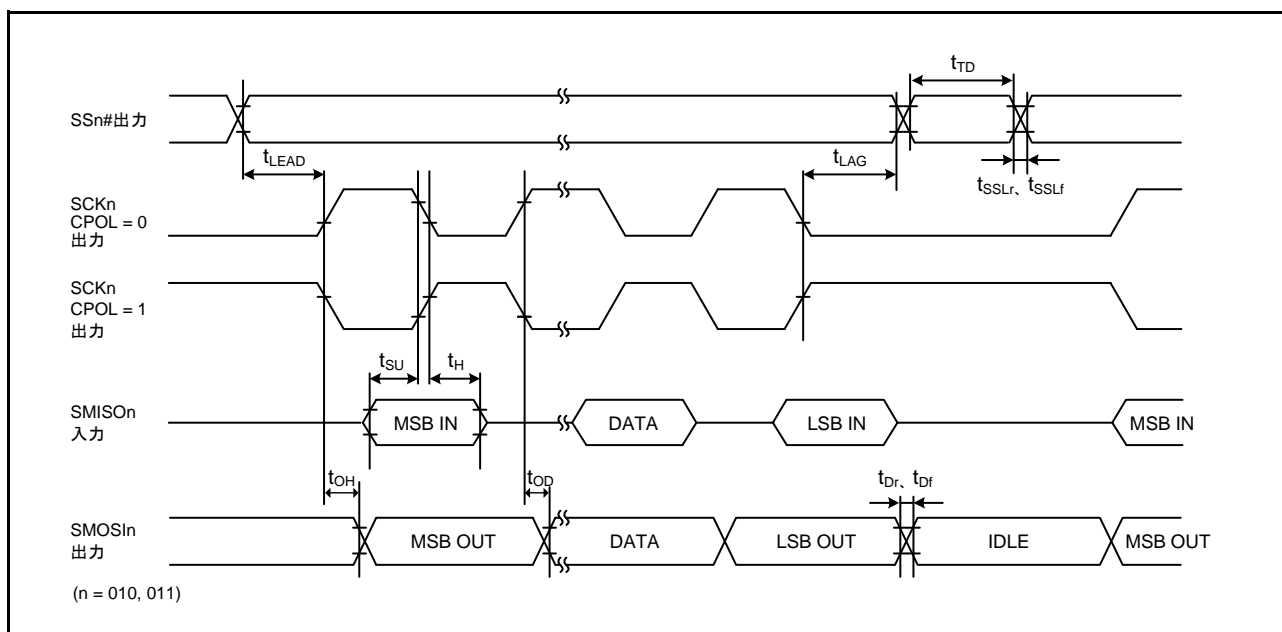 tTD
SSn#出力
tLEAD
tLAG
tSSLr、tSSLf
SCKn
CPOL = 0
出力
SCKn
CPOL = 1
出力
tSU
tH
SMISOn
入力
MSB IN
DATA
LSB IN
MSB IN
tOH
tOD
tDr、tDf
SMOSIn
出力
MSB OUT
DATA
LSB OUT
IDLE
MSB OUT
(n = 010, 011)